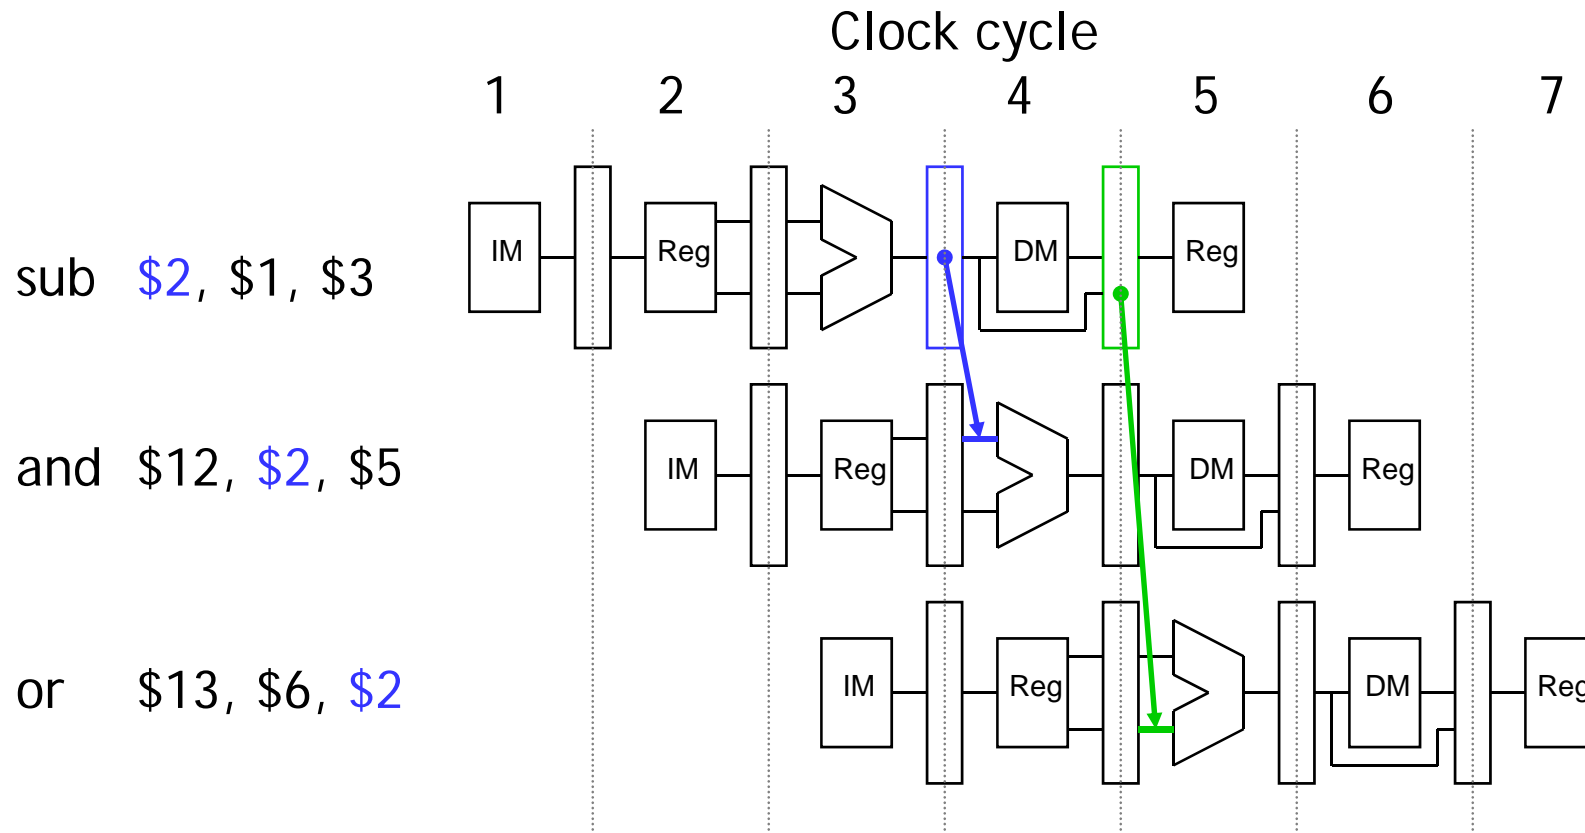 Clock cycle
1 2 3 4 5 6 7
IM Reg DM Reg
sub $2, $1, $3
IM Reg DM Reg
and $12, $2, $5
IM Reg DM Reg
or $13, $6, $2